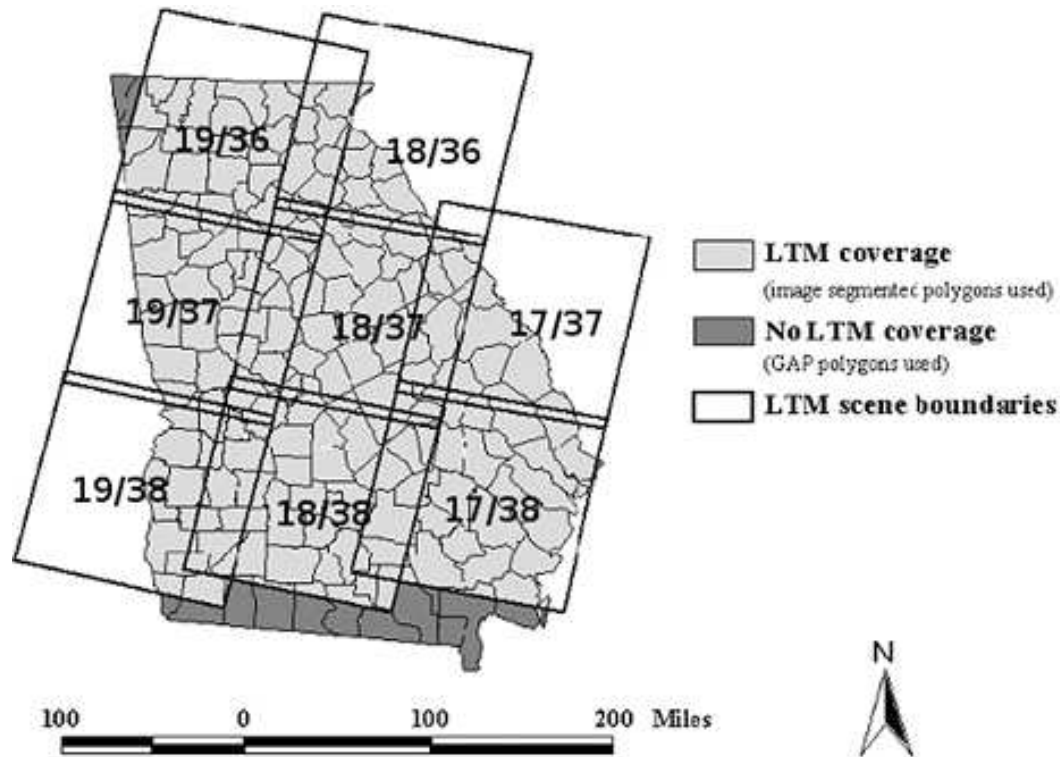 19/36
18/36
19/37
18/37
17/37
19/38
18/38
17/38
LTM coverage
(image segmented polygons used)
No LTM coverage
(GAP polygons used)
LTM scene boundaries
N
100 0 100 200 Miles